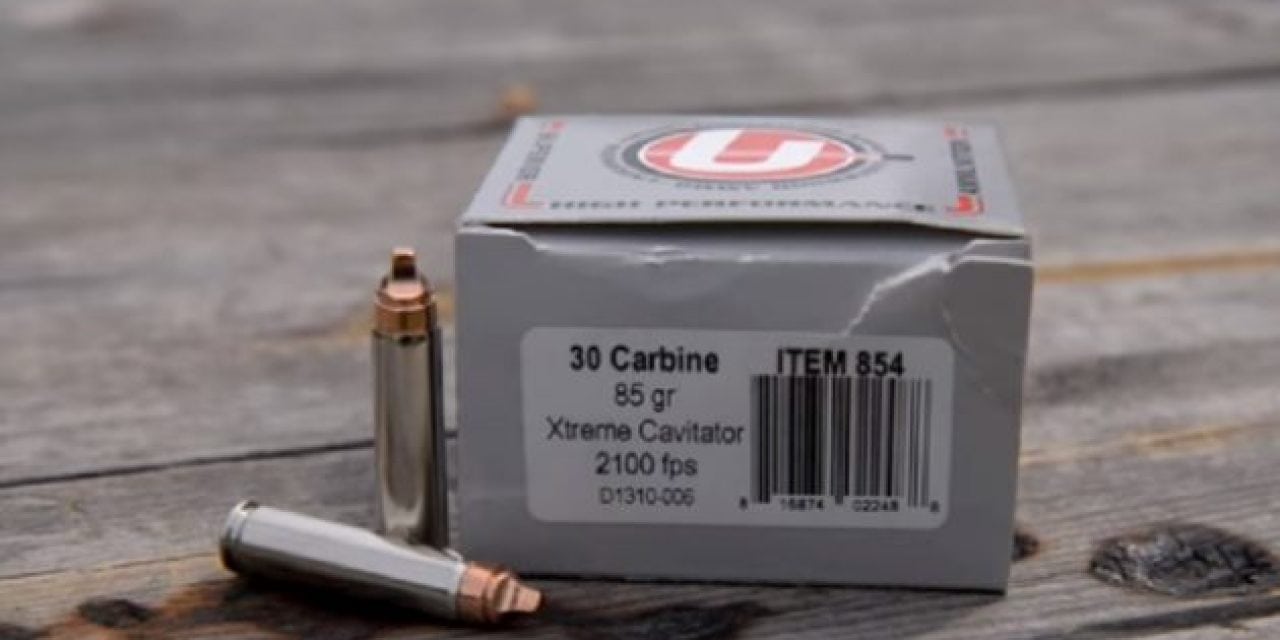 HIGH PERFORMANCE
30 Carbine
85 gr
Xtreme Cavitator
2100 fps
D1310-006
ITEM 854
8 16874 02248 8